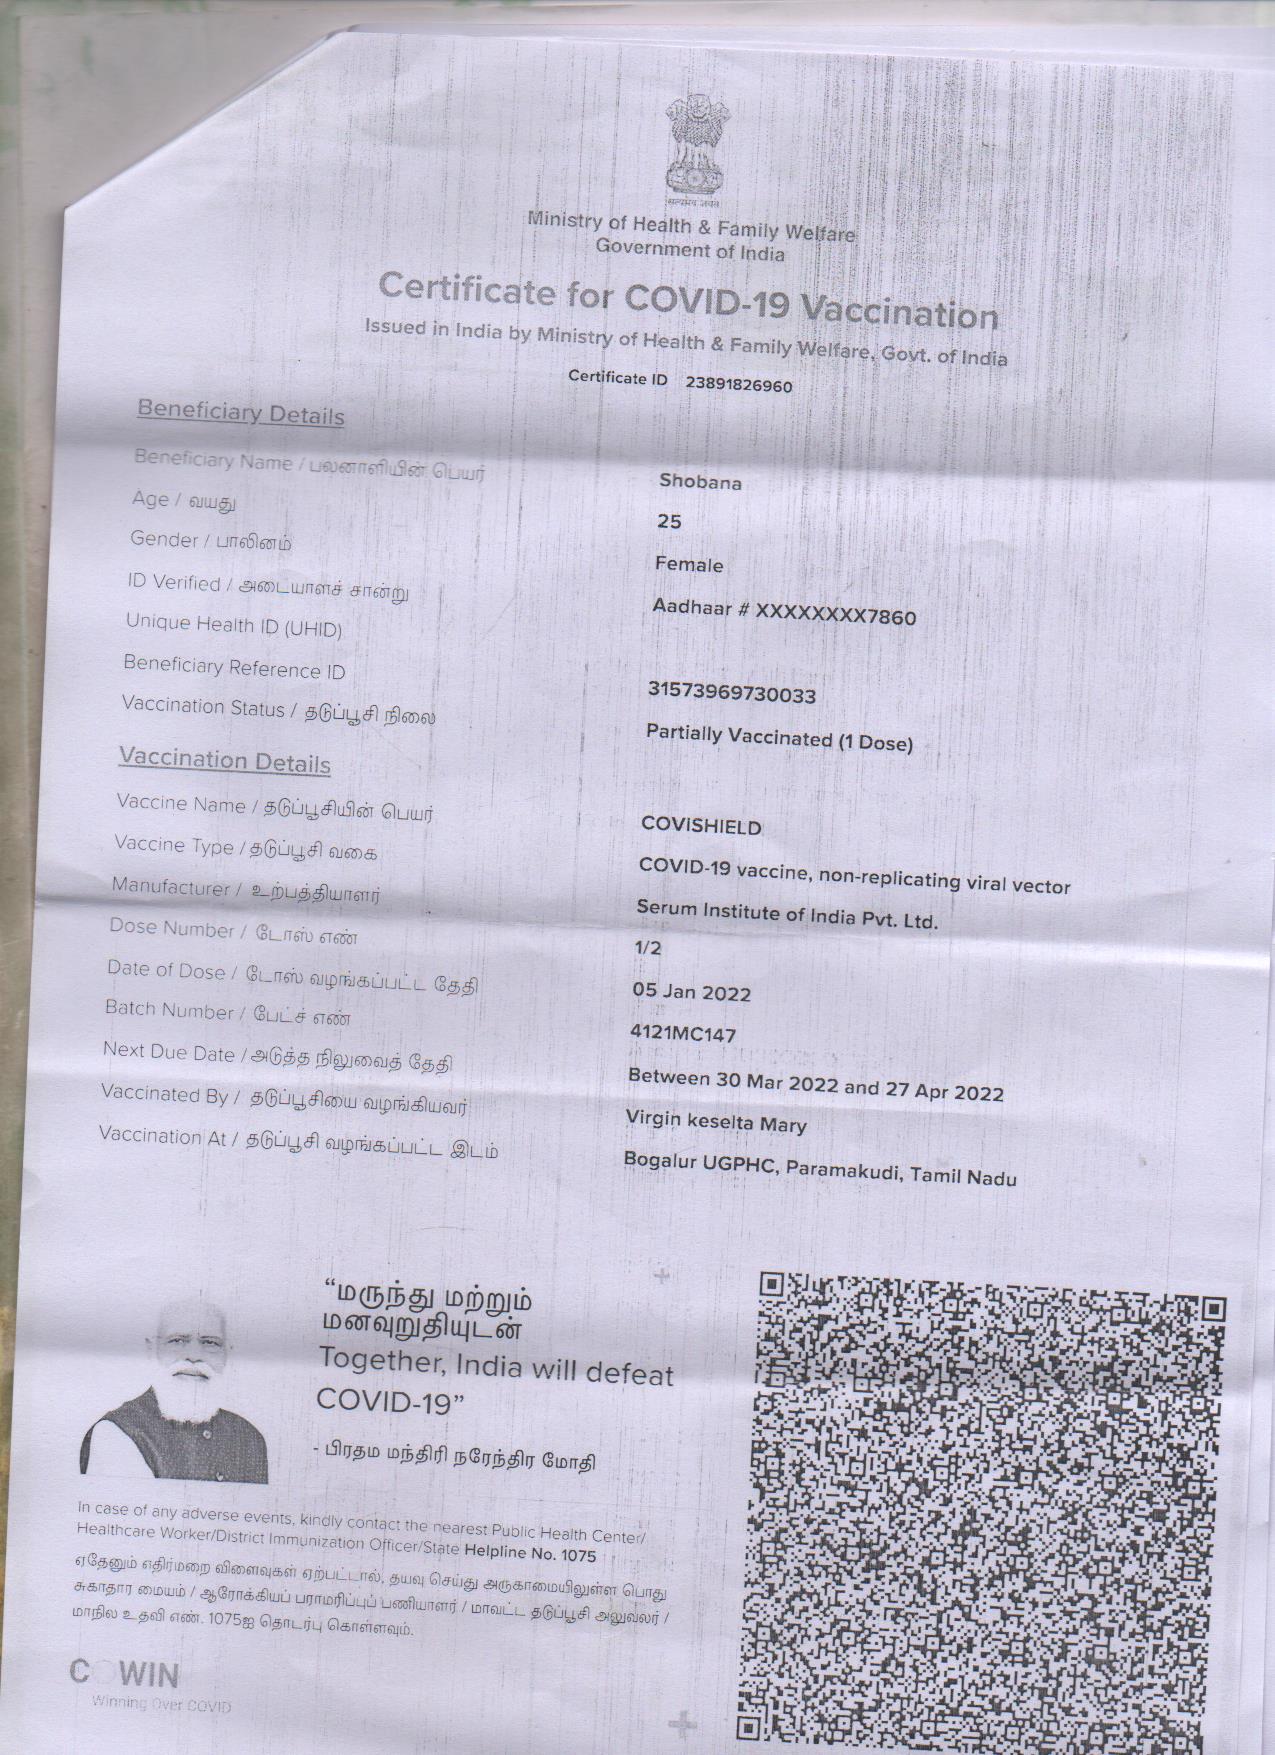 सत्यमेव जयते
Ministry of Health & Family Welfare
Government of India
Certificate for COVID-19 Vaccination
Issued in India by Ministry of Health & Family Welfare, Govt. of India
Certificate ID 23891826960
Beneficiary Details
Beneficiary Name / பலனாளியின் பெயர் Shobana
Age / வயது 25
Gender / பாலினம் Female
ID Verified / அடையாளச் சான்று Aadhaar # XXXXXXXX7860
Unique Health ID (UHID)
Beneficiary Reference ID 31573969730033
Vaccination Status / தடுப்பூசி நிலை Partially Vaccinated (1 Dose)
Vaccination Details
Vaccine Name / தடுப்பூசியின் பெயர் COVISHIELD
Vaccine Type / தடுப்பூசி வகை COVID-19 vaccine, non-replicating viral vector
Manufacturer / உற்பத்தியாளர் Serum Institute of India Pvt. Ltd.
Dose Number / டோஸ் எண் 1/2
Date of Dose / டோஸ் வழங்கப்பட்ட தேதி 05 Jan 2022
Batch Number / பேட்ச் எண் 4121MC147
Next Due Date / அடுத்த நிலுவைத் தேதி Between 30 Mar 2022 and 27 Apr 2022
Vaccinated By / தடுப்பூசியை வழங்கியவர் Virgin keselta Mary
Vaccination At / தடுப்பூசி வழங்கப்பட்ட இடம் Bogalur UGPHC, Paramakudi, Tamil Nadu
“மருந்து மற்றும்
மனவுறுதியுடன்
Together, India will defeat
COVID-19”
- பிரதம மந்திரி நரேந்திர மோதி
In case of any adverse events, kindly contact the nearest Public Health Center/
Healthcare Worker/District Immunization Officer/State Helpline No. 1075
ஏதேனும் எதிர்மறை விளைவுகள் ஏற்பட்டால், தயவு செய்து அருகாமையிலுள்ள பொது
சுகாதார மையம் / ஆரோக்கியப் பராமரிப்புப் பணியாளர் / மாவட்ட தடுப்பூசி அலுவலர் /
மாநில உதவி எண். 1075ஐ தொடர்பு கொள்ளவும்.
COWIN
Winning Over COVID